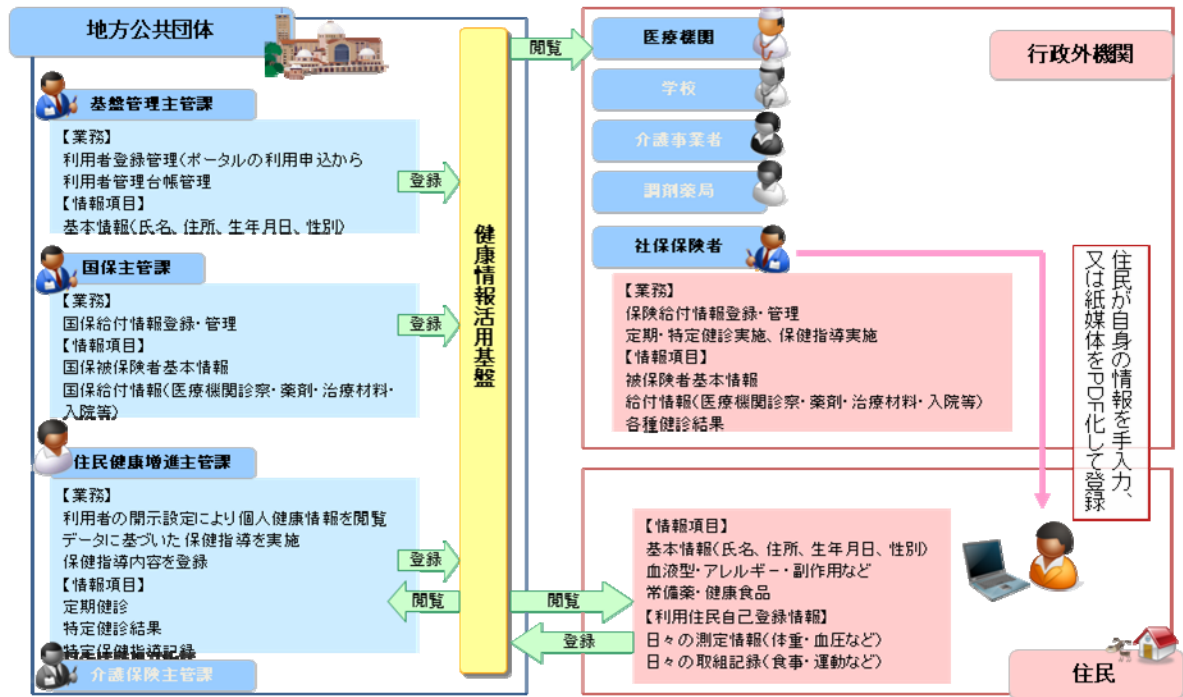 地方公共団体
基盤管理主管課
【業務】
利用者登録管理(ポータルの利用申込から
利用者管理台帳管理
【情報項目】
基本情報(氏名、住所、生年月日、性別)
登録
国保主管課
【業務】
国保給付情報登録・管理
【情報項目】
国保被保険者基本情報
国保給付情報(医療機関診察・薬剤・治療材料・
入院等)
登録
住民健康増進主管課
【業務】
利用者の開示設定により個人健康情報を閲覧
データに基づいた保健指導を実施
保健指導内容を登録
【情報項目】
定期健診
特定健診結果
特定保健指導記録
登録
閲覧
介護保険主管課
健康情報活用基盤
閲覧
行政外機関
医療機関
学校
介護事業者
調剤薬局
社保保険者
【業務】
保険給付情報登録・管理
定期・特定健診実施、保健指導実施
【情報項目】
被保険者基本情報
給付情報(医療機関診察・薬剤・治療材料・入院等)
各種健診結果
住民が自身の情報を手入力、
又は紙媒体をPDF化して登録
閲覧
登録
【情報項目】
基本情報(氏名、住所、生年月日、性別)
血液型・アレルギー・副作用など
常備薬・健康食品
【利用住民自己登録情報】
日々の測定情報(体重・血圧など)
日々の取組記録(食事・運動など)
住民